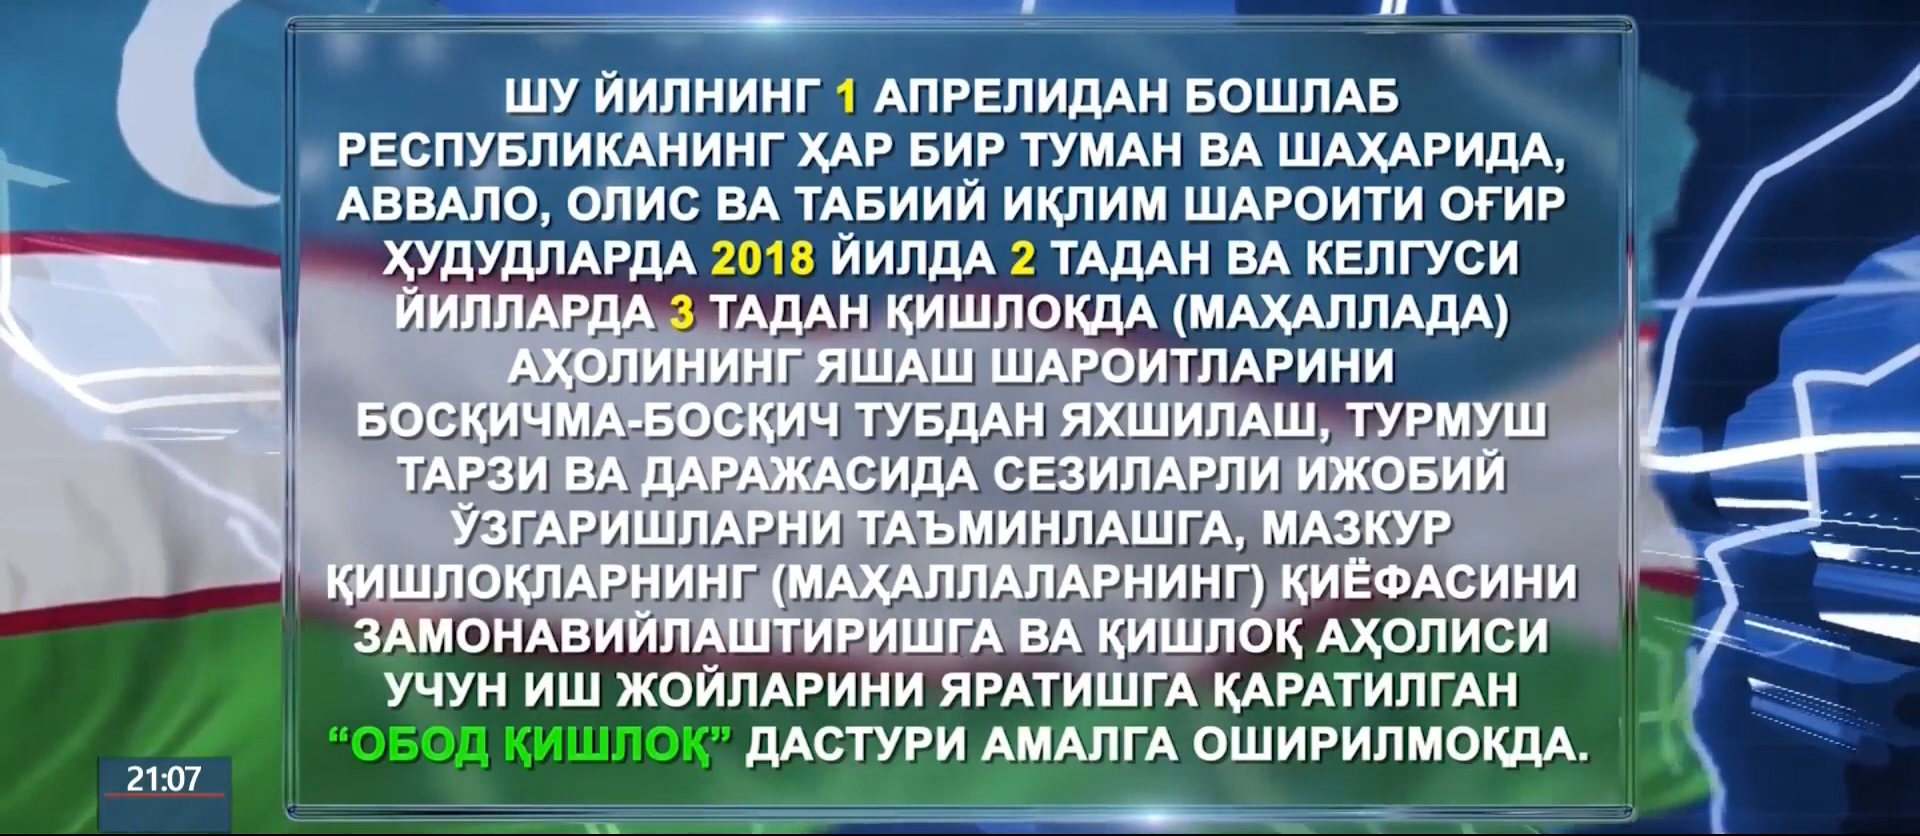 ШУ ЙИЛНИНГ 1 АПРЕЛИДАН БОШЛАБ
РЕСПУБЛИКАНИНГ ҲАР БИР ТУМАН ВА ШАҲАРИДА,
АВВАЛО, ОЛИС ВА ТАБИИЙ ИҚЛИМ ШАРОИТИ ОҒИР
ҲУДУДЛАРДА 2018 ЙИЛДА 2 ТАДАН ВА КЕЛГУСИ
ЙИЛЛАРДА 3 ТАДАН ҚИШЛОҚДА (МАҲАЛЛАДА)
АҲОЛИНИНГ ЯШАШ ШАРОИТЛАРИНИ
БОСҚИЧМА-БОСҚИЧ ТУБДАН ЯХШИЛАШ, ТУРМУШ
ТАРЗИ ВА ДАРАЖАСИДА СЕЗИЛАРЛИ ИЖОБИЙ
ЎЗГАРИШЛАРНИ ТАЪМИНЛАШГА, МАЗКУР
ҚИШЛОҚЛАРНИНГ (МАҲАЛЛАЛАРНИНГ) ҚИЁФАСИНИ
ЗАМОНАВИЙЛАШТИРИШГА ВА ҚИШЛОҚ АҲОЛИСИ
УЧУН ИШ ЖОЙЛАРИНИ ЯРАТИШГА ҚАРАТИЛГАН
“ОБОД ҚИШЛОҚ” ДАСТУРИ АМАЛГА ОШИРИЛМОҚДА.
21:07